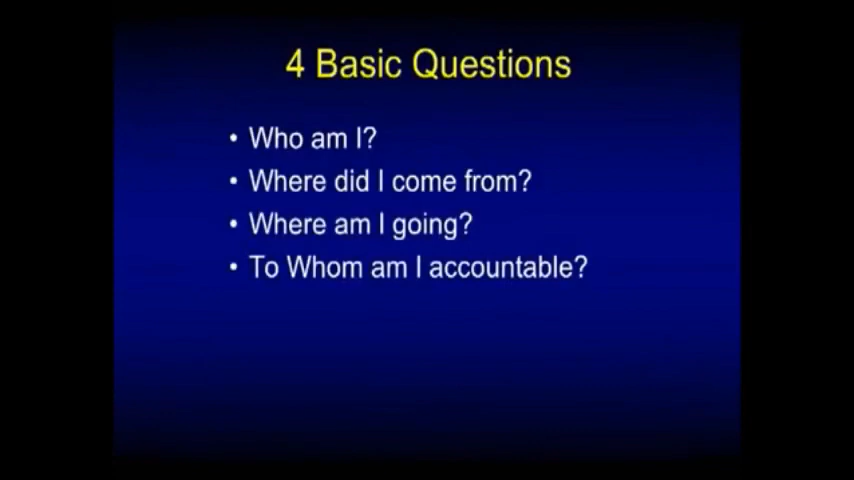 4 Basic Questions
• Who am I?
• Where did I come from?
• Where am I going?
• To Whom am I accountable?